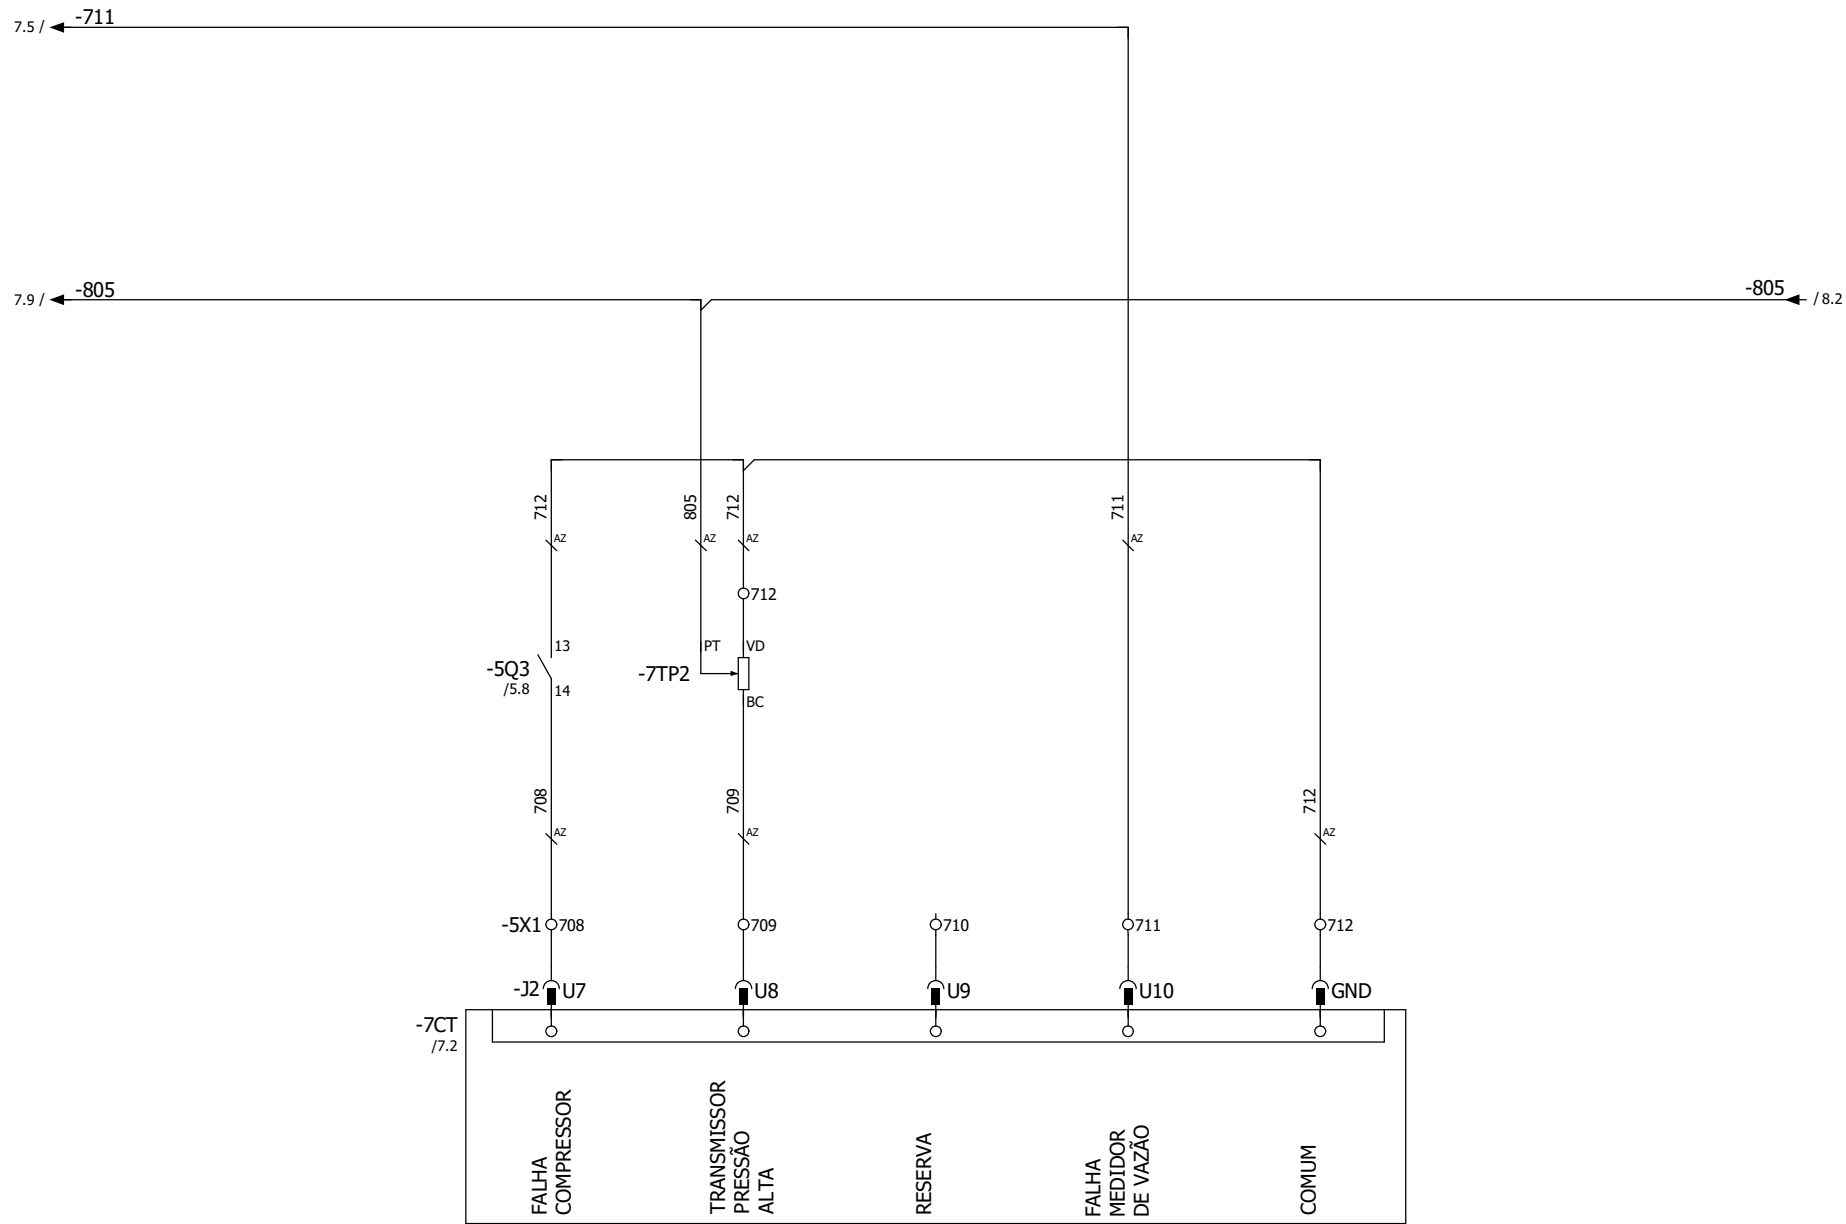 -711
7.5 /
-805
7.9 /
-805
/ 8.2
712
AZ
805
AZ
712
AZ
711
AZ
712
13
-5Q3
/5.8
14
PT
VD
-7TP2
BC
708
AZ
709
AZ
712
AZ
-5X1
708
709
710
711
712
-J2
U7
U8
U9
U10
GND
-7CT
/7.2
FALHA
COMPRESSOR
TRANSMISSOR
PRESSÃO
ALTA
RESERVA
FALHA
MEDIDOR
DE VAZÃO
COMUM